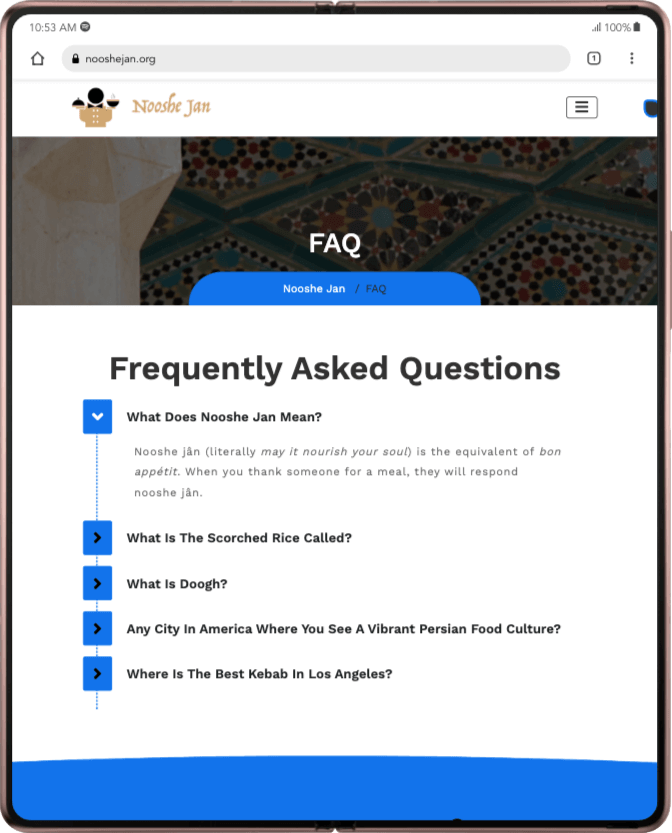 10:53 AM
100%
nooshejan.org
1
Nooshe Jan
FAQ
Nooshe Jan / FAQ
Frequently Asked Questions
What Does Nooshe Jan Mean?
Nooshe jân (literally may it nourish your soul) is the equivalent of bon
appétit. When you thank someone for a meal, they will respond
nooshe jân.
What Is The Scorched Rice Called?
What Is Doogh?
Any City In America Where You See A Vibrant Persian Food Culture?
Where Is The Best Kebab In Los Angeles?